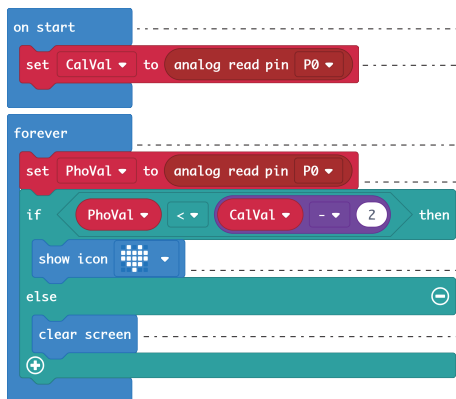 on start
set CalVal to analog read pin P0
forever
set PhoVal to analog read pin P0
if PhoVal < CalVal - 2 then
show icon
else
clear screen